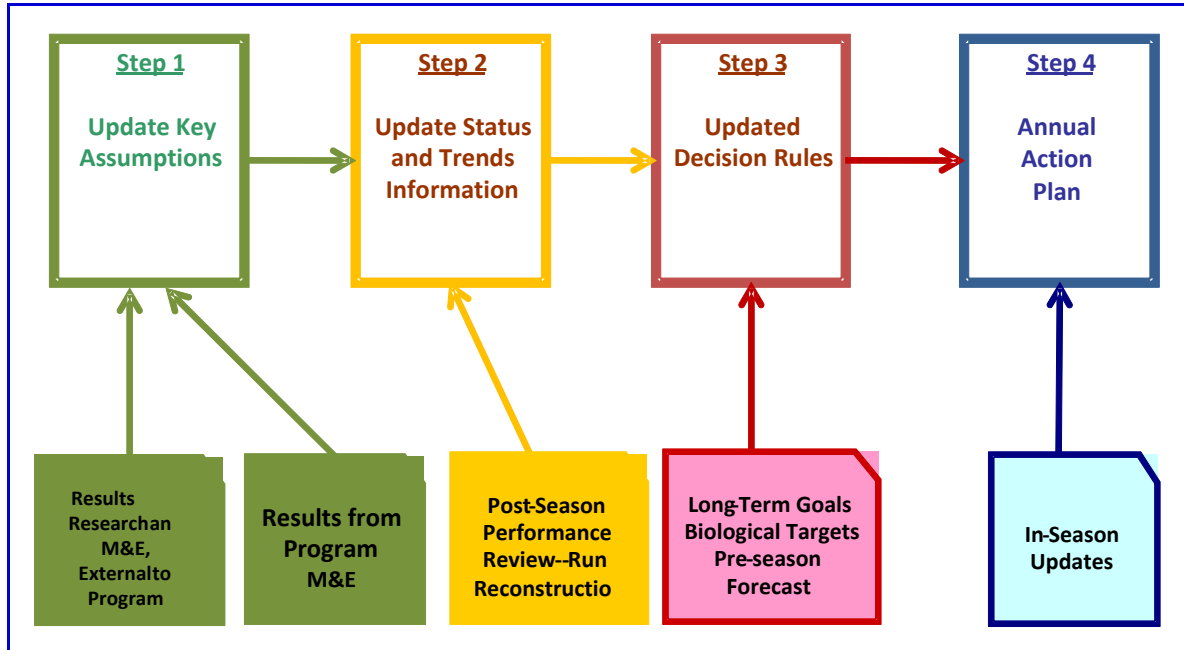 Step 1
Update Key
Assumptions
Step 2
Update Status
and Trends
Information
Step 3
Updated
Decision Rules
Step 4
Annual
Action
Plan
Results
Researchan
M&E,
Externalto
Program
Results from
Program
M&E
Post-Season
Performance
Review--Run
Reconstructio
Long-Term Goals
Biological Targets
Pre-season
Forecast
In-Season
Updates